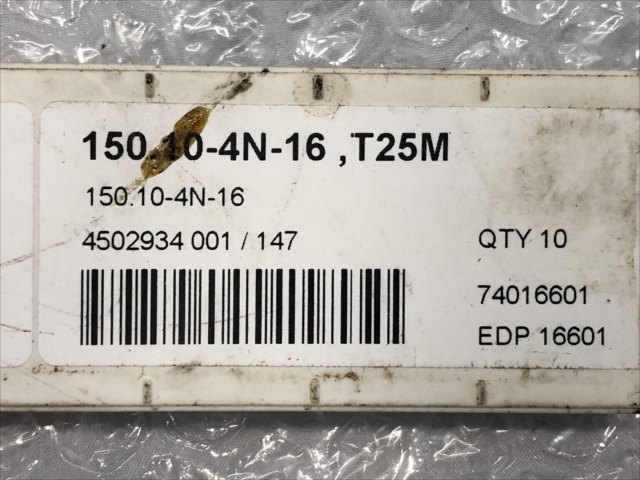 150.10-4N-16 ,T25M
150.10-4N-16
4502934 001 / 147
QTY 10
74016601
EDP 16601